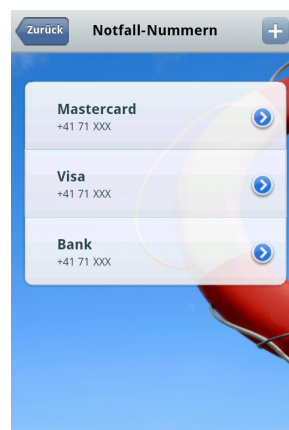 Zurück
Notfall-Nummern
+
Mastercard
+41 71 XXX
Visa
+41 71 XXX
Bank
+41 71 XXX